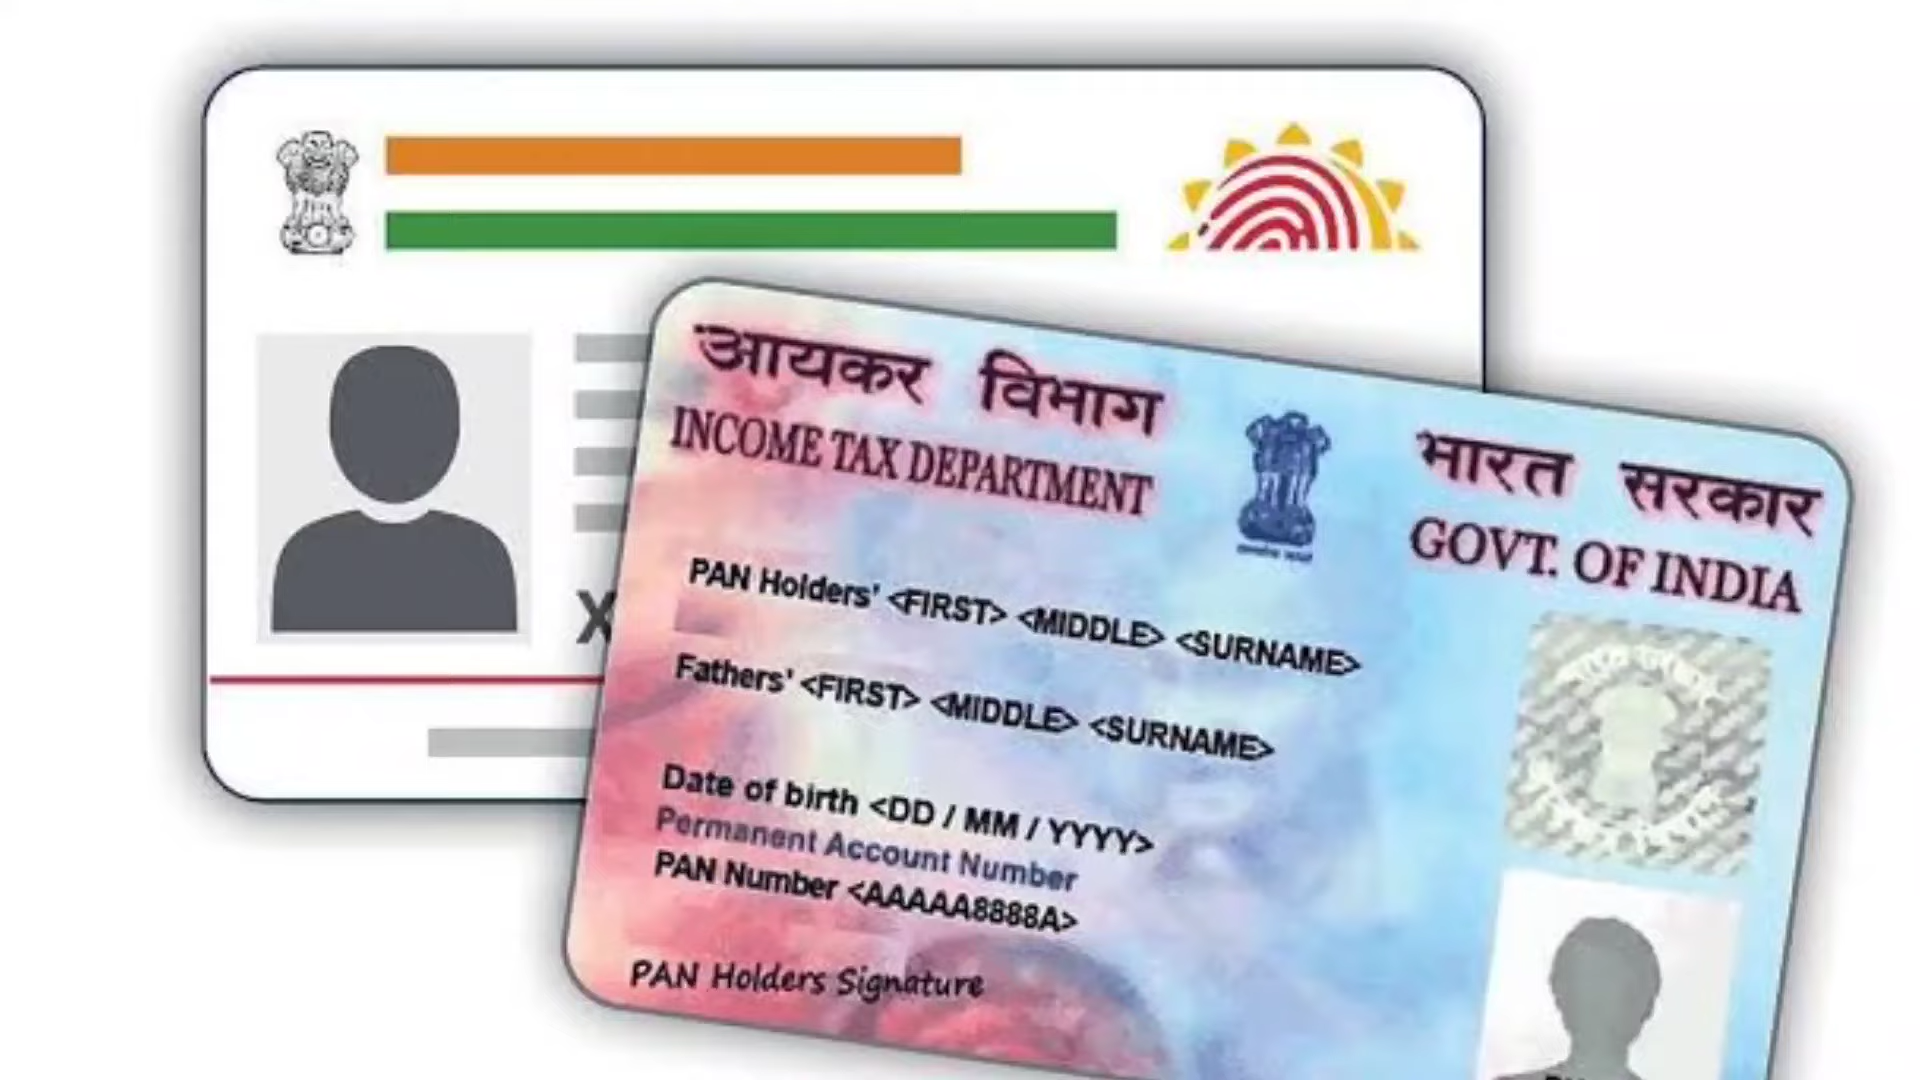 आयकर विभाग
INCOME TAX DEPARTMENT
भारत सरकार
GOVT. OF INDIA
PAN Holders' <FIRST> <MIDDLE> <SURNAME>
Fathers' <FIRST> <MIDDLE> <SURNAME>
Date of birth <DD / MM / YYYY>
Permanent Account Number
PAN Number <AAAAA8888A>
PAN Holders Signature
X